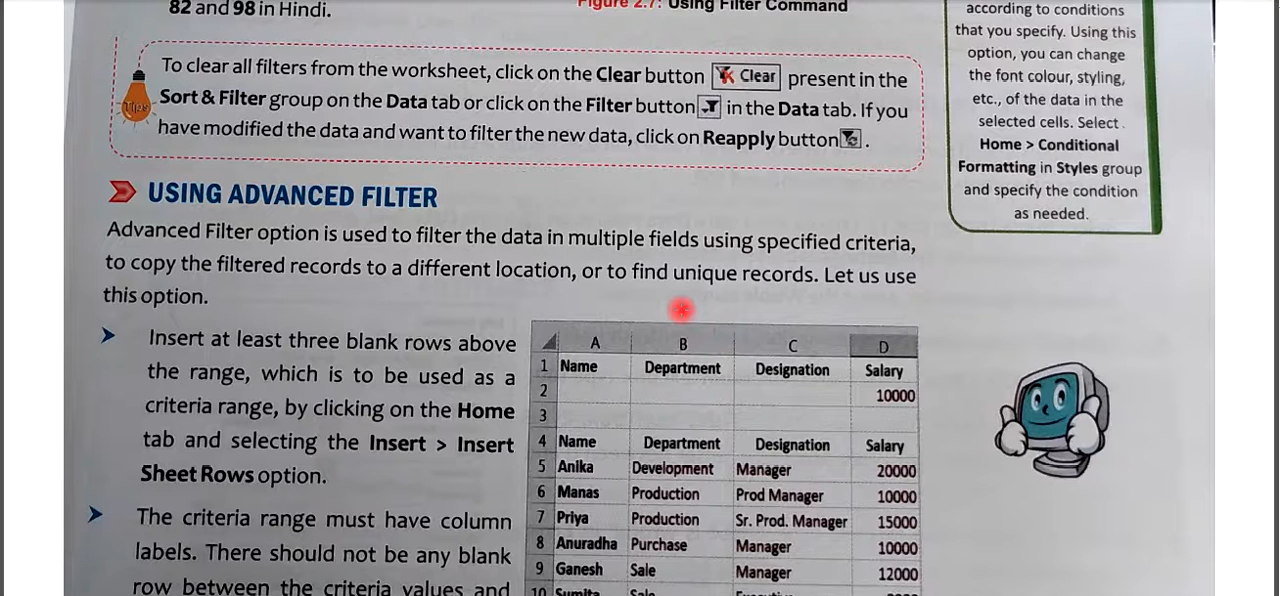 82 and 98 in Hindi.
Figure 2.7: Using Filter Command
To clear all filters from the worksheet, click on the Clear button Clear present in the
Sort & Filter group on the Data tab or click on the Filter button in the Data tab. If you
have modified the data and want to filter the new data, click on Reapply button .
Tips
according to conditions
that you specify. Using this
option, you can change
the font colour, styling,
etc., of the data in the
selected cells. Select
Home > Conditional
Formatting in Styles group
and specify the condition
as needed.
USING ADVANCED FILTER
Advanced Filter option is used to filter the data in multiple fields using specified criteria,
to copy the filtered records to a different location, or to find unique records. Let us use
this option.
Insert at least three blank rows above
the range, which is to be used as a
criteria range, by clicking on the Home
tab and selecting the Insert > Insert
Sheet Rows option.
The criteria range must have column
labels. There should not be any blank
row between the criteria values and
A B C D
1 Name Department Designation Salary
2 10000
3
4 Name Department Designation Salary
5 Anika Development Manager 20000
6 Manas Production Prod Manager 10000
7 Priya Production Sr. Prod. Manager 15000
8 Anuradha Purchase Manager 10000
9 Ganesh Sale Manager 12000
10 Sumita Sale